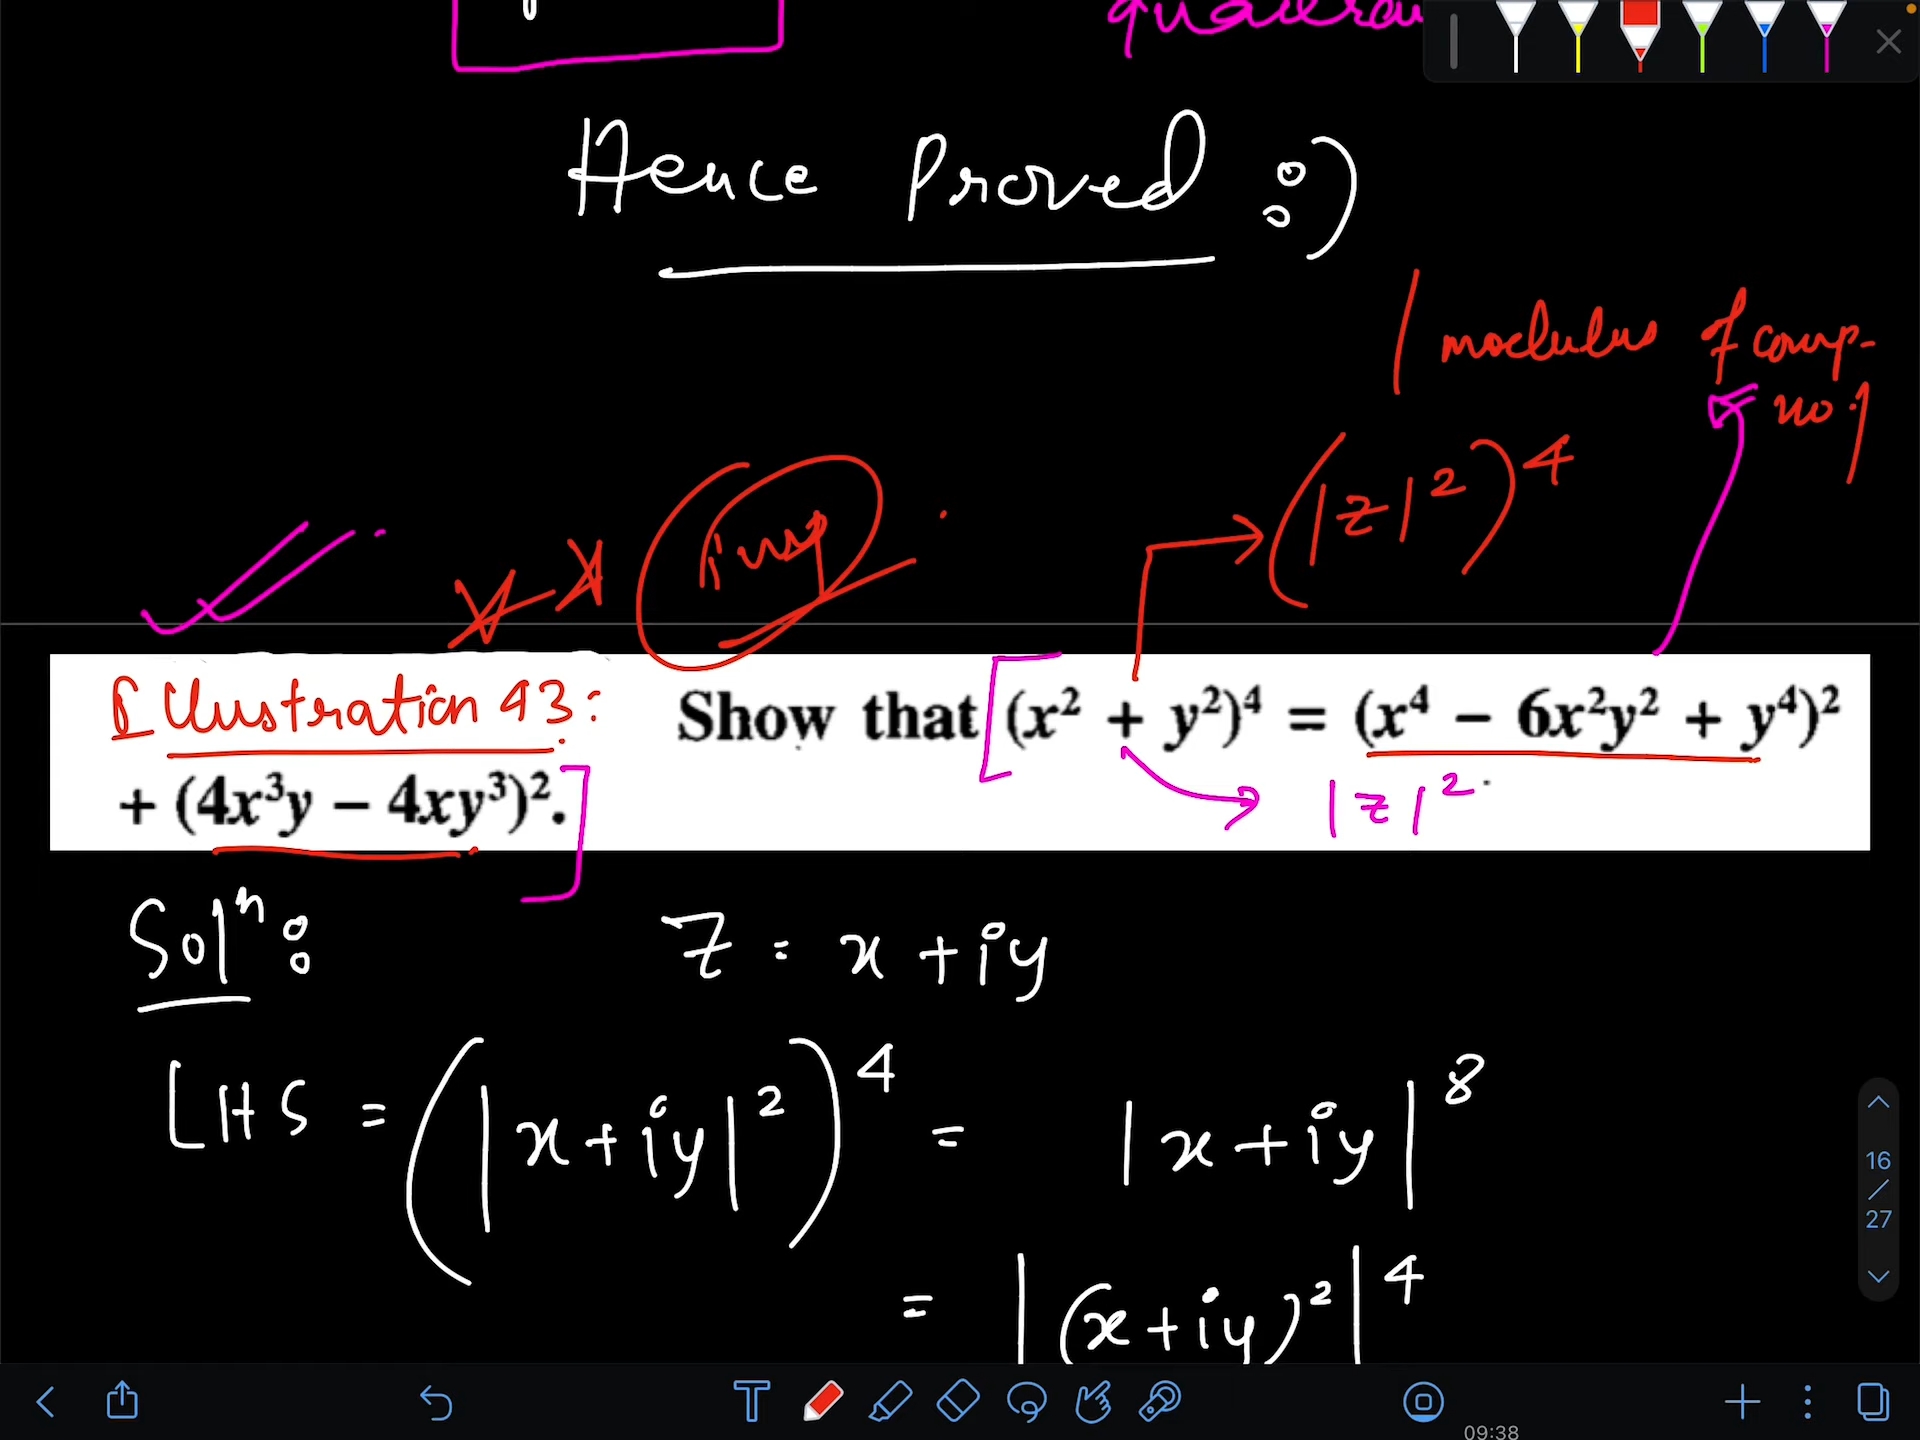 Hence Proved :)
| modulus of comp-
no. |
(|z|²)⁴
imp
Illustration 43: Show that (x² + y²)⁴ = (x⁴ − 6x²y² + y⁴)²
+ (4x³y − 4xy³)².
|z|²
Solⁿ:
Z = x + iy
LHS = (|x + iy|²)⁴ = |x + iy|⁸
= |(x + iy)²|⁴
16
/
27
T
09:38